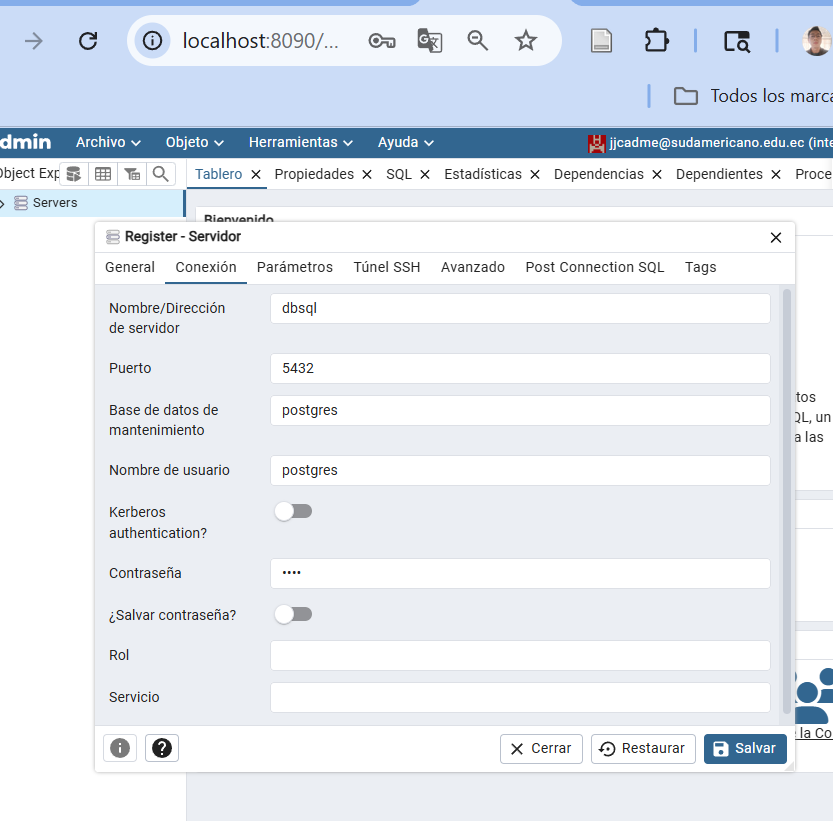 localhost:8090/...
Todos los marca
dmin
Archivo
Objeto
Herramientas
Ayuda
jjcadme@sudamericano.edu.ec (inte
Object Exp
Tablero
Propiedades
SQL
Estadísticas
Dependencias
Dependientes
Proce
Servers
Bienvenido
Register - Servidor
General
Conexión
Parámetros
Túnel SSH
Avanzado
Post Connection SQL
Tags
Nombre/Dirección
de servidor
dbsql
Puerto
5432
Base de datos de
mantenimiento
postgres
Nombre de usuario
postgres
Kerberos
authentication?
Contraseña
••••
¿Salvar contraseña?
Rol
Servicio
Cerrar
Restaurar
Salvar
tos
QL, un
a las
la Co